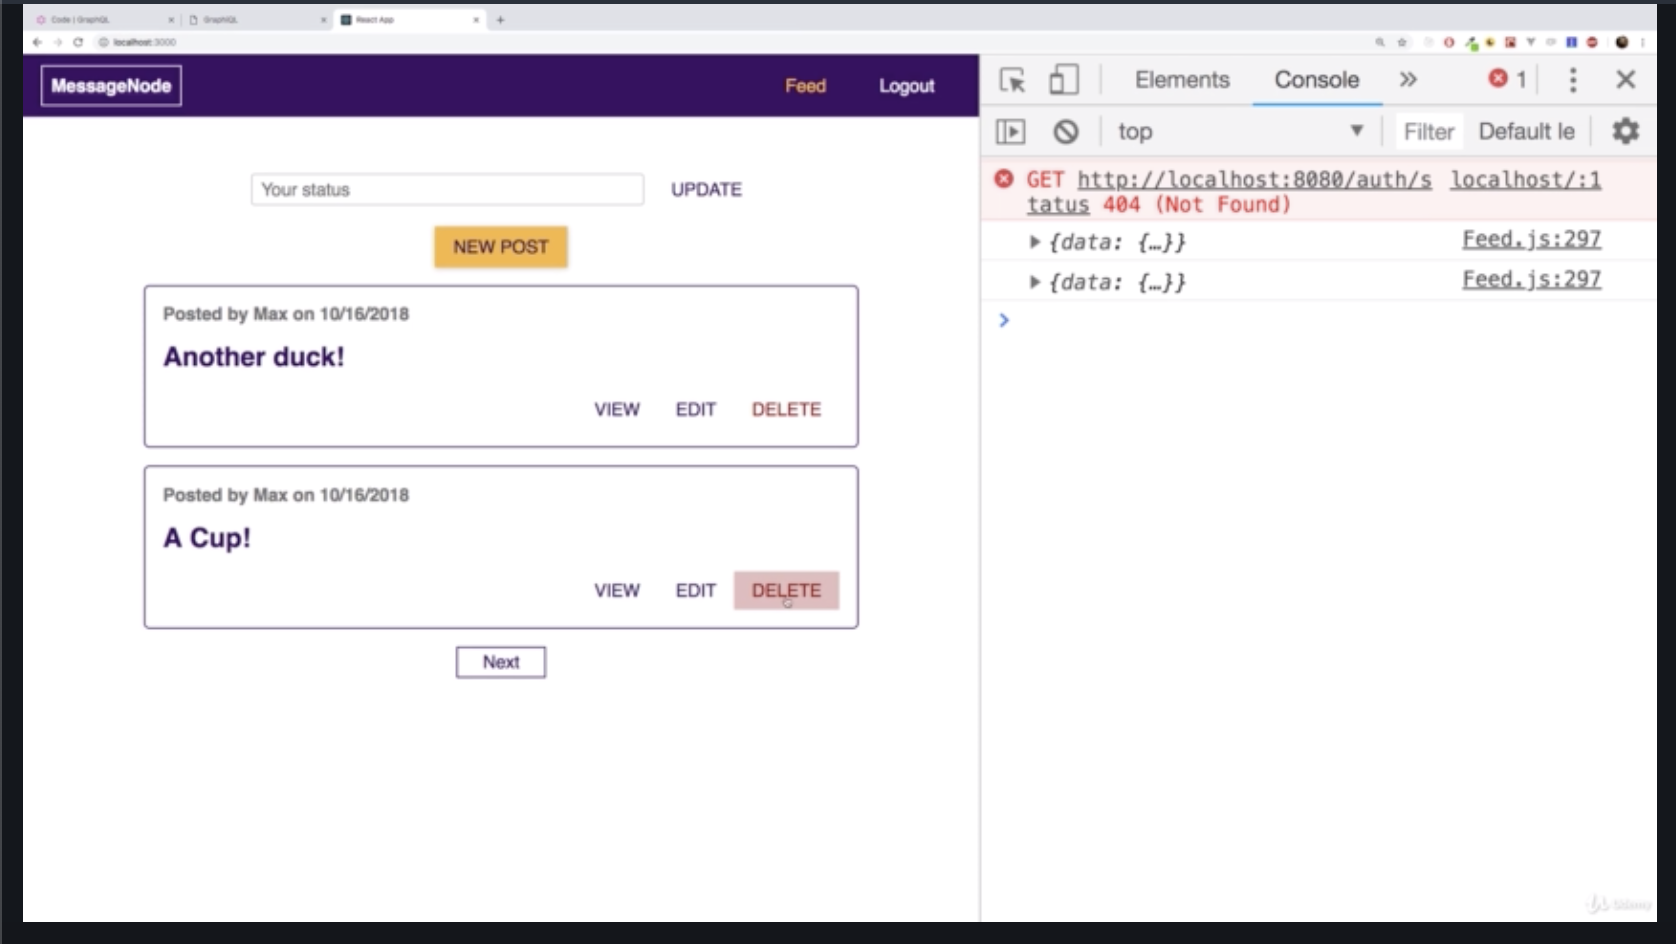 Code | GraphQL
GraphiQL
React App
localhost:3000
MessageNode
Feed
Logout
Your status
UPDATE
NEW POST
Posted by Max on 10/16/2018
Another duck!
VIEW EDIT DELETE
Posted by Max on 10/16/2018
A Cup!
VIEW EDIT DELETE
Next
Elements Console » 1
top Filter Default le
GET http://localhost:8080/auth/s localhost/:1
tatus 404 (Not Found)
{data: {…}} Feed.js:297
{data: {…}} Feed.js:297
Udemy